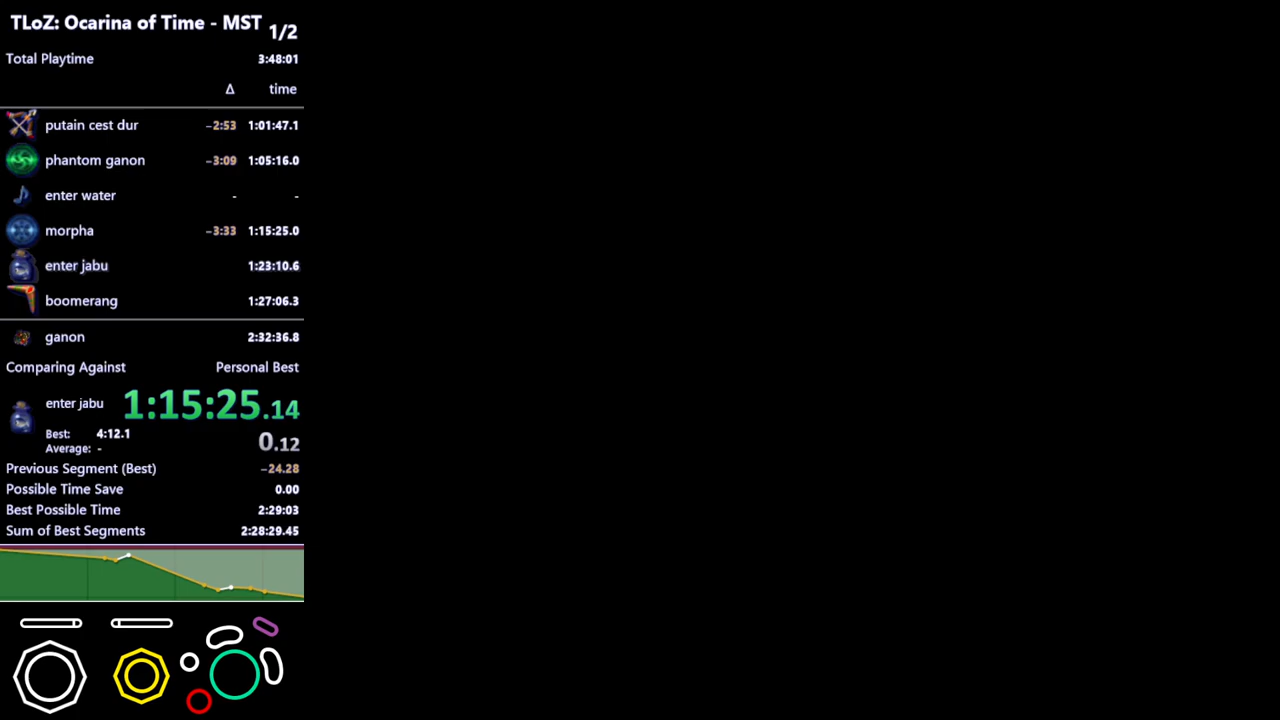 TLoZ: Ocarina of Time - MST
1/2
Total Playtime 3:48:01
Δ time
putain cest dur −2:53 1:01:47.1
phantom ganon −3:09 1:05:16.0
enter water - -
morpha −3:33 1:15:25.0
enter jabu 1:23:10.6
boomerang 1:27:06.3
ganon 2:32:36.8
Comparing Against Personal Best
enter jabu 1:15:25.14
Best: 4:12.1
Average: - 0.12
Previous Segment (Best) −24.28
Possible Time Save 0.00
Best Possible Time 2:29:03
Sum of Best Segments 2:28:29.45